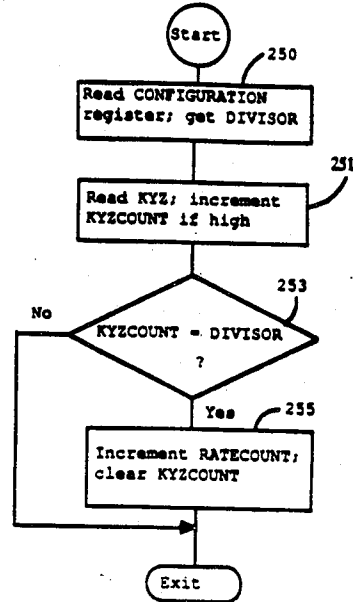 Start
250
Read CONFIGURATION
register; get DIVISOR
251
Read KYZ; increment
KYZCOUNT if high
253
No
KYZCOUNT = DIVISOR
?
Yes
255
Increment RATECOUNT;
clear KYZCOUNT
Exit